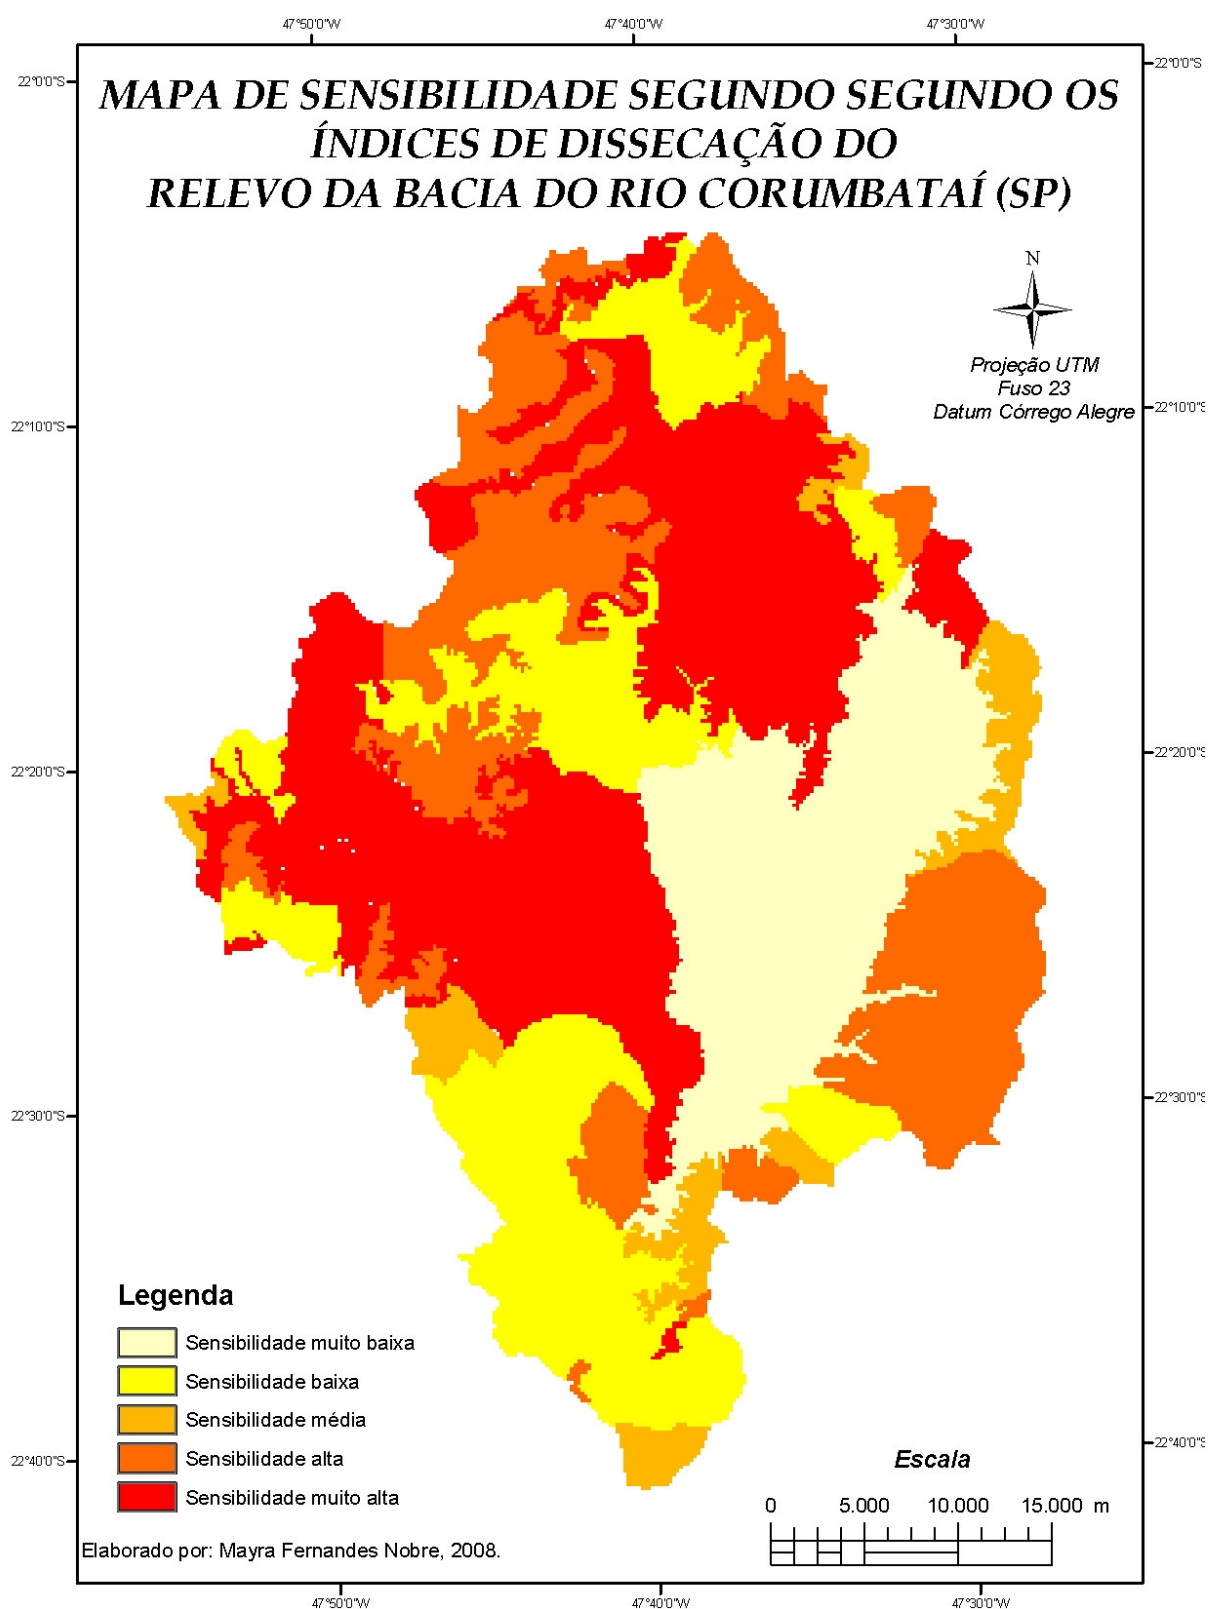 47°50'0"W 47°40'0"W 47°30'0"W
22°0'0"S 22°0'0"S
MAPA DE SENSIBILIDADE SEGUNDO SEGUNDO OS
ÍNDICES DE DISSECAÇÃO DO
RELEVO DA BACIA DO RIO CORUMBATAÍ (SP)
N
Projeção UTM
Fuso 23
Datum Córrego Alegre
22°10'0"S 22°10'0"S
22°20'0"S 22°20'0"S
22°30'0"S 22°30'0"S
Legenda
Sensibilidade muito baixa
Sensibilidade baixa
Sensibilidade média
Sensibilidade alta
Sensibilidade muito alta
22°40'0"S 22°40'0"S
Escala
0 5.000 10.000 15.000 m
Elaborado por: Mayra Fernandes Nobre, 2008.
47°50'0"W 47°40'0"W 47°30'0"W